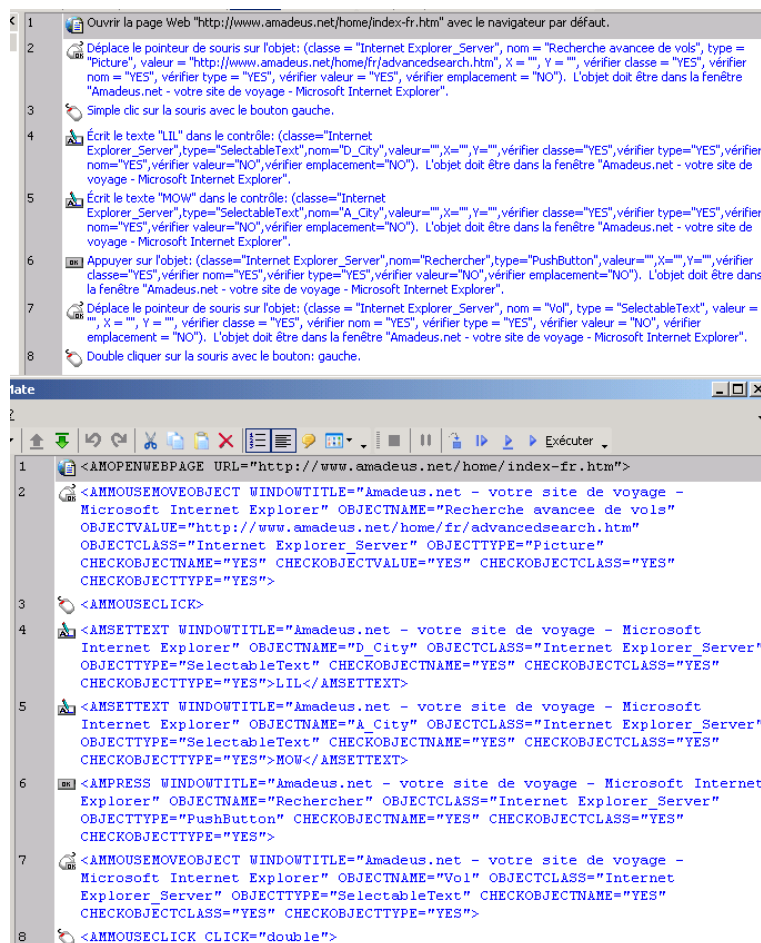 1 Ouvrir la page Web "http://www.amadeus.net/home/index-fr.htm" avec le navigateur par défaut.
2 Déplace le pointeur de souris sur l'objet: (classe = "Internet Explorer_Server", nom = "Recherche avancee de vols", type =
"Picture", valeur = "http://www.amadeus.net/home/fr/advancedsearch.htm", X = "", Y = "", vérifier classe = "YES", vérifier
nom = "YES", vérifier type = "YES", vérifier valeur = "YES", vérifier emplacement = "NO"). L'objet doit être dans la fenêtre
"Amadeus.net - votre site de voyage - Microsoft Internet Explorer".
3 Simple clic sur la souris avec le bouton gauche.
4 Écrit le texte "LIL" dans le contrôle: (classe="Internet
Explorer_Server",type="SelectableText",nom="D_City",valeur="",X="",Y="",vérifier classe="YES",vérifier type="YES",vérifier
nom="YES",vérifier valeur="NO",vérifier emplacement="NO"). L'objet doit être dans la fenêtre "Amadeus.net - votre site de
voyage - Microsoft Internet Explorer".
5 Écrit le texte "MOW" dans le contrôle: (classe="Internet
Explorer_Server",type="SelectableText",nom="A_City",valeur="",X="",Y="",vérifier classe="YES",vérifier type="YES",vérifier
nom="YES",vérifier valeur="NO",vérifier emplacement="NO"). L'objet doit être dans la fenêtre "Amadeus.net - votre site de
voyage - Microsoft Internet Explorer".
6 OK Appuyer sur l'objet: (classe="Internet Explorer_Server",nom="Rechercher",type="PushButton",valeur="",X="",Y="",vérifier
classe="YES",vérifier nom="YES",vérifier type="YES",vérifier valeur="NO",vérifier emplacement="NO"). L'objet doit être dans
la fenêtre "Amadeus.net - votre site de voyage - Microsoft Internet Explorer".
7 Déplace le pointeur de souris sur l'objet: (classe = "Internet Explorer_Server", nom = "Vol", type = "SelectableText", valeur =
"", X = "", Y = "", vérifier classe = "YES", vérifier nom = "YES", vérifier type = "YES", vérifier valeur = "NO", vérifier
emplacement = "NO"). L'objet doit être dans la fenêtre "Amadeus.net - votre site de voyage - Microsoft Internet Explorer".
8 Double cliquer sur la souris avec le bouton: gauche.
Mate
?
Exécuter
1 <AMOPENWEBPAGE URL="http://www.amadeus.net/home/index-fr.htm">
2 <AMMOUSEMOVEOBJECT WINDOWTITLE="Amadeus.net - votre site de voyage -
Microsoft Internet Explorer" OBJECTNAME="Recherche avancee de vols"
OBJECTVALUE="http://www.amadeus.net/home/fr/advancedsearch.htm"
OBJECTCLASS="Internet Explorer_Server" OBJECTTYPE="Picture"
CHECKOBJECTNAME="YES" CHECKOBJECTVALUE="YES" CHECKOBJECTCLASS="YES"
CHECKOBJECTTYPE="YES">
3 <AMMOUSECLICK>
4 <AMSETTEXT WINDOWTITLE="Amadeus.net - votre site de voyage - Microsoft
Internet Explorer" OBJECTNAME="D_City" OBJECTCLASS="Internet Explorer_Server"
OBJECTTYPE="SelectableText" CHECKOBJECTNAME="YES" CHECKOBJECTCLASS="YES"
CHECKOBJECTTYPE="YES">LIL</AMSETTEXT>
5 <AMSETTEXT WINDOWTITLE="Amadeus.net - votre site de voyage - Microsoft
Internet Explorer" OBJECTNAME="A_City" OBJECTCLASS="Internet Explorer_Server"
OBJECTTYPE="SelectableText" CHECKOBJECTNAME="YES" CHECKOBJECTCLASS="YES"
CHECKOBJECTTYPE="YES">MOW</AMSETTEXT>
6 OK <AMPRESS WINDOWTITLE="Amadeus.net - votre site de voyage - Microsoft Internet
Explorer" OBJECTNAME="Rechercher" OBJECTCLASS="Internet Explorer_Server"
OBJECTTYPE="PushButton" CHECKOBJECTNAME="YES" CHECKOBJECTCLASS="YES"
CHECKOBJECTTYPE="YES">
7 <AMMOUSEMOVEOBJECT WINDOWTITLE="Amadeus.net - votre site de voyage -
Microsoft Internet Explorer" OBJECTNAME="Vol" OBJECTCLASS="Internet
Explorer_Server" OBJECTTYPE="SelectableText" CHECKOBJECTNAME="YES"
CHECKOBJECTCLASS="YES" CHECKOBJECTTYPE="YES">
8 <AMMOUSECLICK CLICK="double">